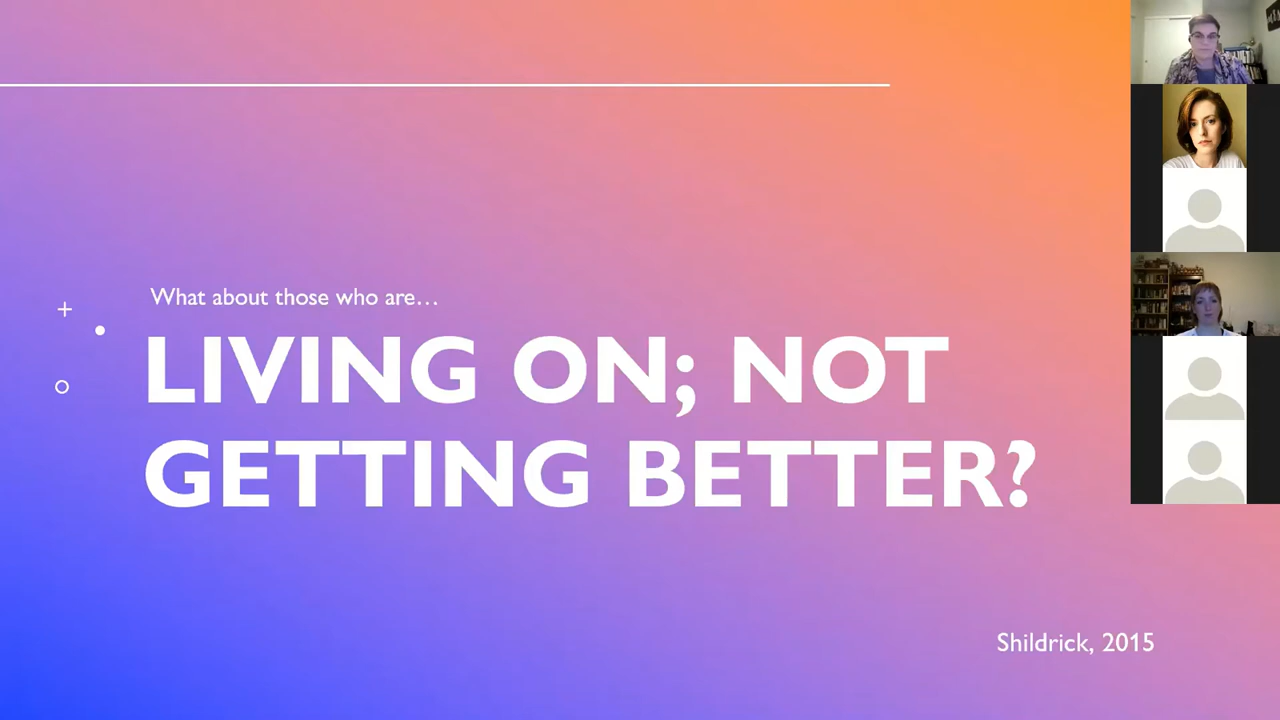 What about those who are…
LIVING ON; NOT
GETTING BETTER?
Shildrick, 2015